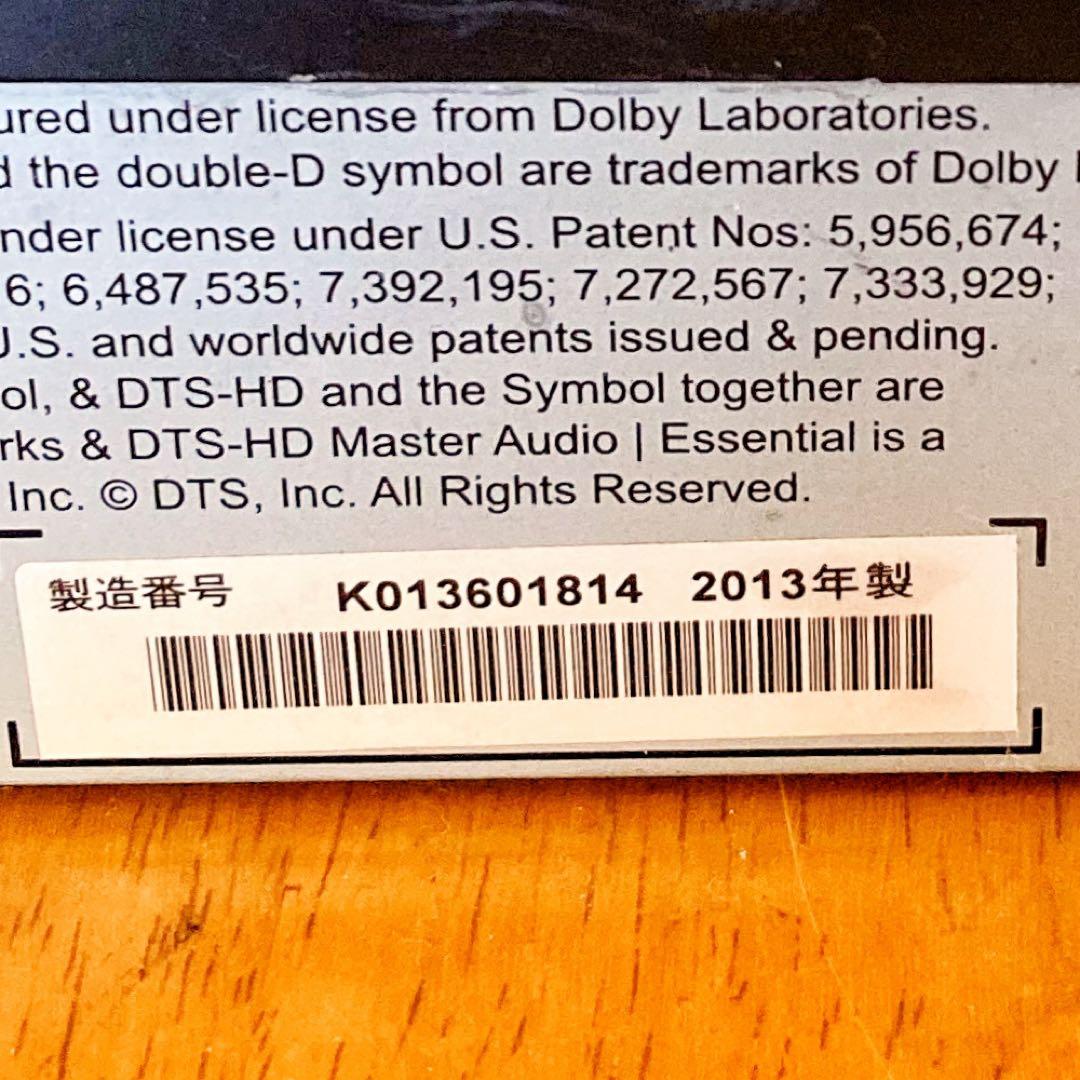 ured under license from Dolby Laboratories.
d the double-D symbol are trademarks of Dolby
nder license under U.S. Patent Nos: 5,956,674;
6; 6,487,535; 7,392,195; 7,272,567; 7,333,929;
U.S. and worldwide patents issued & pending.
ol, & DTS-HD and the Symbol together are
rks & DTS-HD Master Audio | Essential is a
Inc. © DTS, Inc. All Rights Reserved.
製造番号 K013601814 2013年製